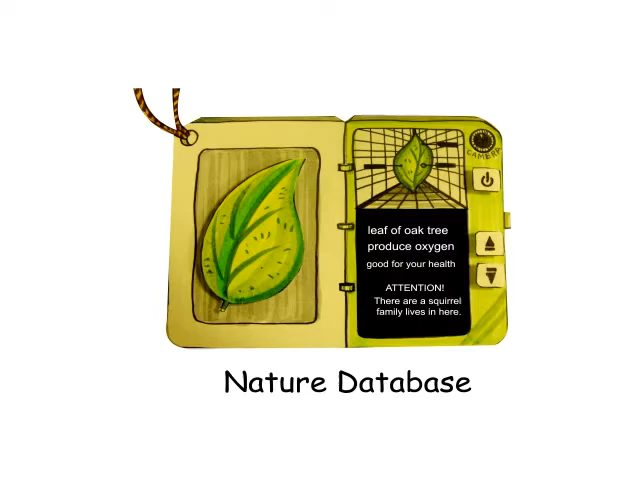 CAMERA
leaf of oak tree
produce oxygen
good for your health
ATTENTION!
There are a squirrel
family lives in here.
Nature Database